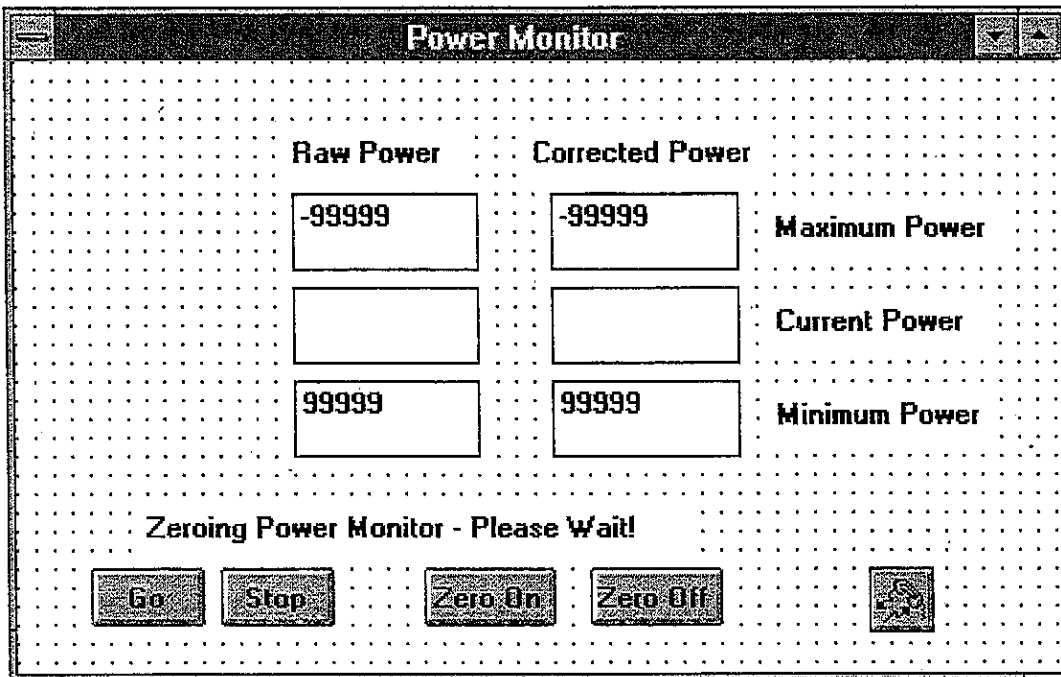 Power Monitor
Raw Power Corrected Power
-99999 -99999 Maximum Power
Current Power
99999 99999 Minimum Power
Zeroing Power Monitor - Please Wait!
Go Stop Zero On Zero Off